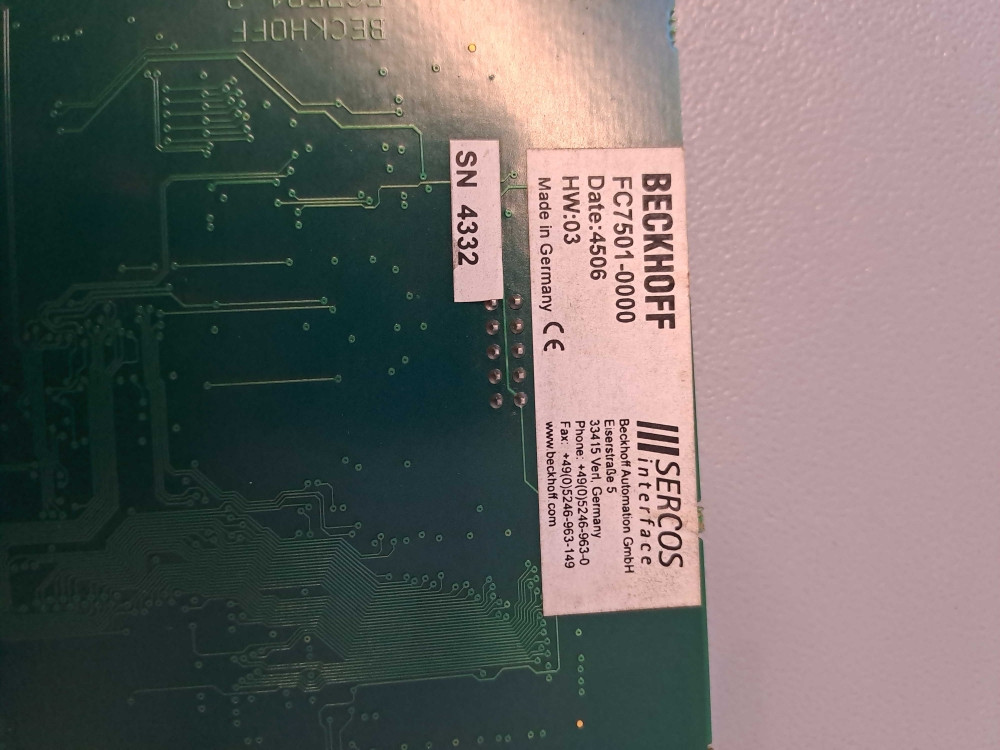 BECKHOFF
FC7501-0000
Date:4506
HW:03
Made in Germany CE
SERCOS
interface
Beckhoff Automation GmbH
Eiserstraße 5
33415 Verl, Germany
Phone: +49(0)5246-963-0
Fax: +49(0)5246-963-149
www.beckhoff.com
SN 4332
BECKHOFF